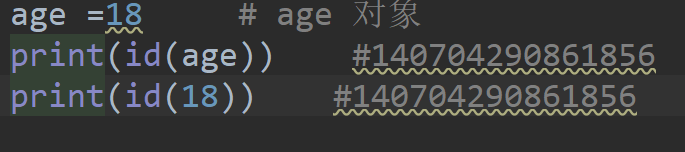 age =18     # age 对象
print(id(age))    #140704290861856
print(id(18))    #140704290861856